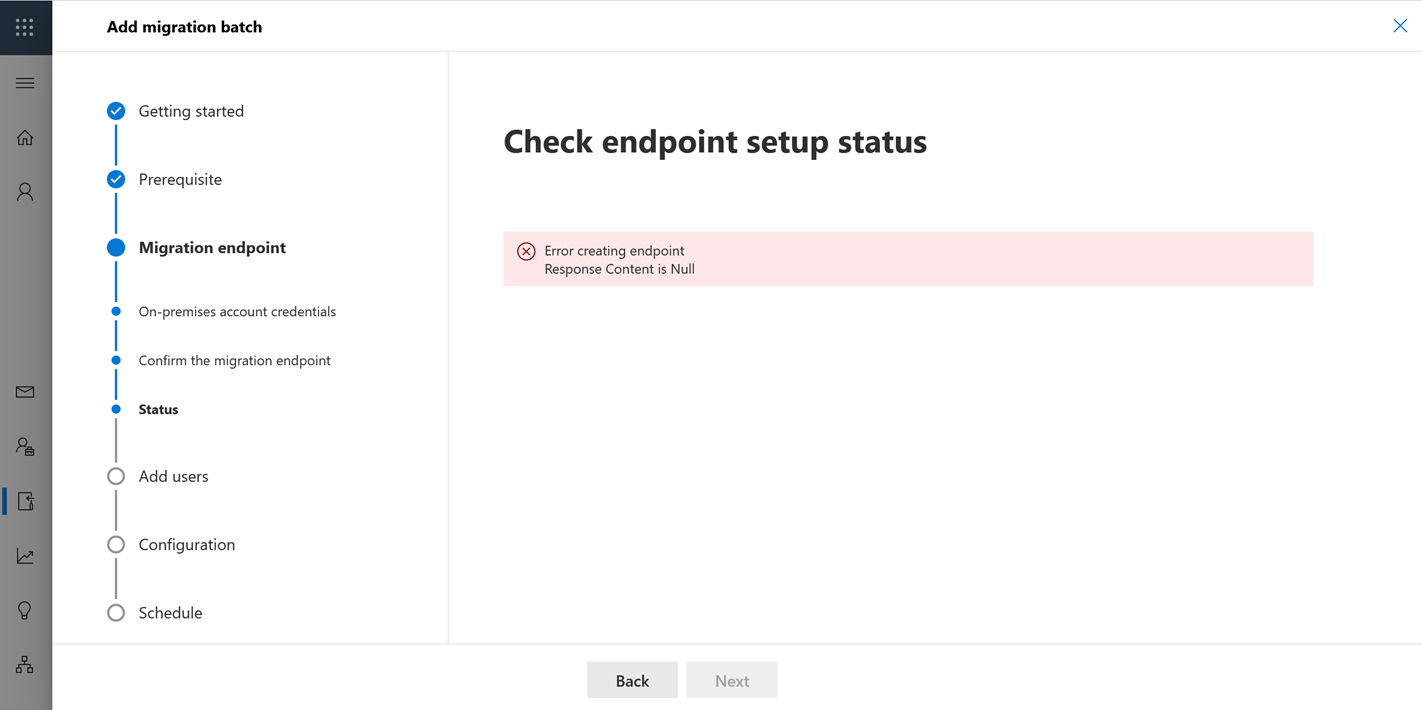 Add migration batch
Getting started
Prerequisite
Migration endpoint
On-premises account credentials
Confirm the migration endpoint
Status
Add users
Configuration
Schedule
Check endpoint setup status
Error creating endpoint
Response Content is Null
Back
Next